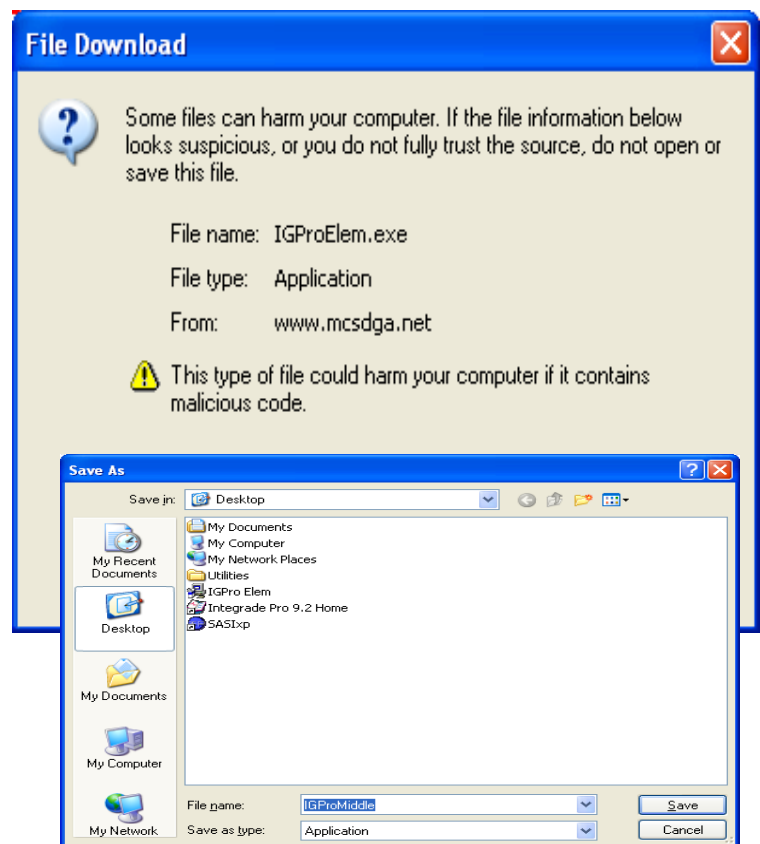 File Download
Some files can harm your computer. If the file information below
looks suspicious, or you do not fully trust the source, do not open or
save this file.
File name: IGProElem.exe
File type: Application
From: www.mcsdga.net
This type of file could harm your computer if it contains
malicious code.
Save As
Save in: Desktop
My Recent
Documents
Desktop
My Documents
My Computer
My Network
My Documents
My Computer
My Network Places
Utilities
IGPro Elem
Integrade Pro 9.2 Home
SASIxp
File name: IGProMiddle Save
Save as type: Application Cancel